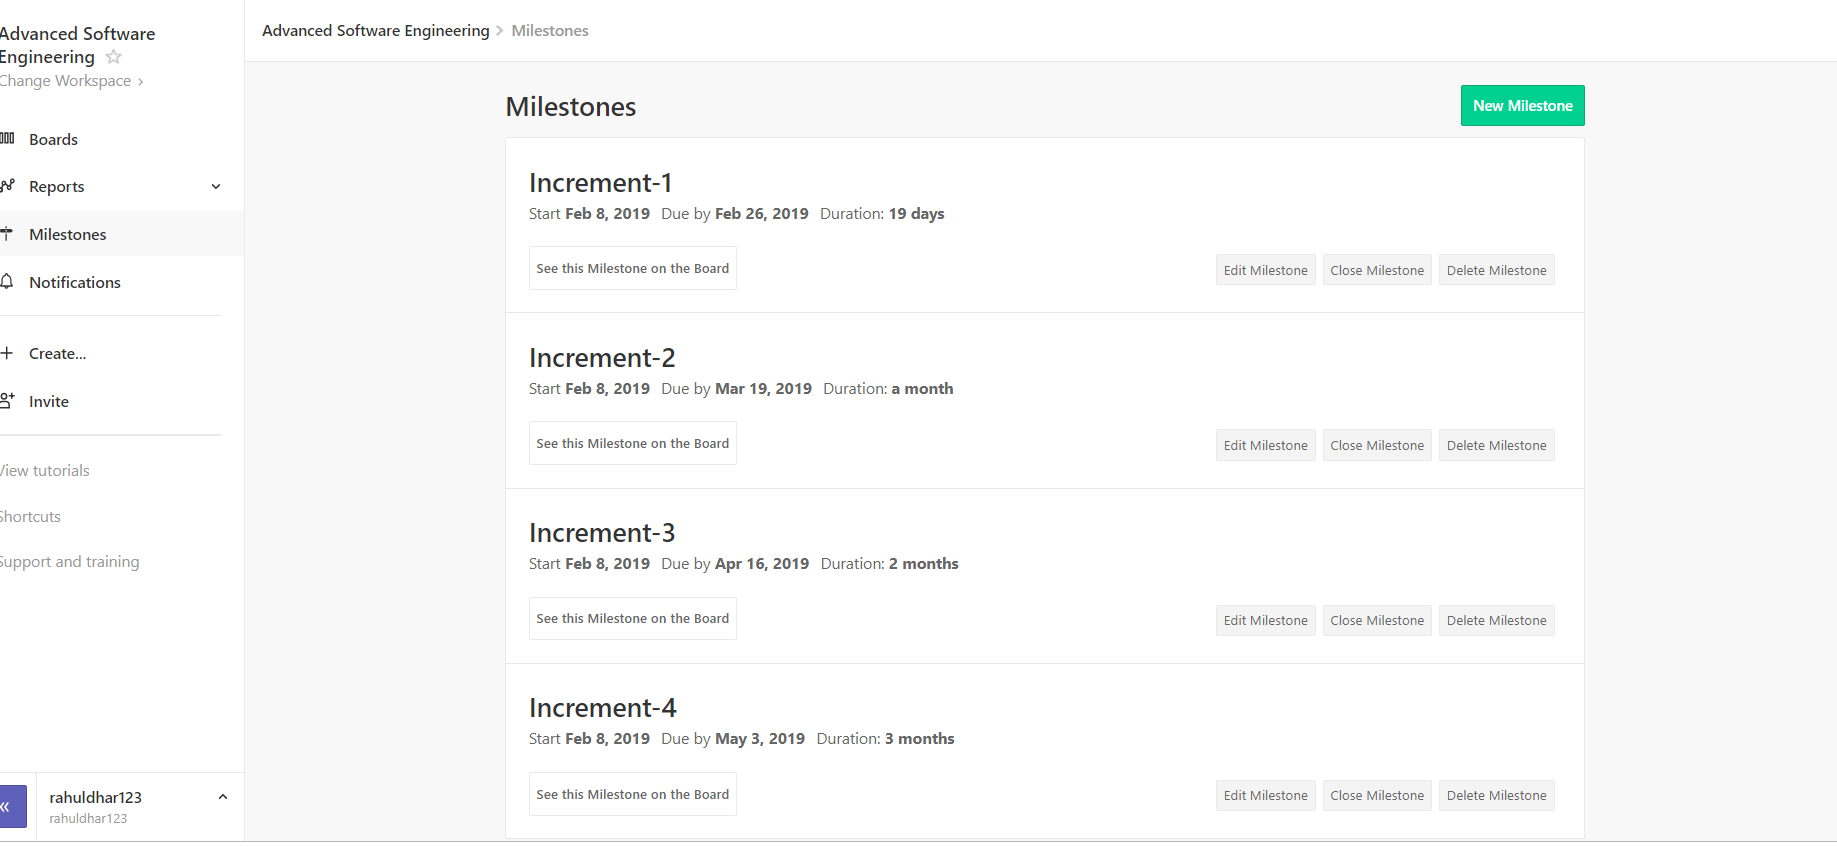 Advanced Software
Engineering
Change Workspace ›
Boards
Reports
Milestones
Notifications
Create...
Invite
View tutorials
Shortcuts
Support and training
rahuldhar123
rahuldhar123
Advanced Software Engineering > Milestones
Milestones
New Milestone
Increment-1
Start Feb 8, 2019 Due by Feb 26, 2019 Duration: 19 days
See this Milestone on the Board
Edit Milestone Close Milestone Delete Milestone
Increment-2
Start Feb 8, 2019 Due by Mar 19, 2019 Duration: a month
See this Milestone on the Board
Edit Milestone Close Milestone Delete Milestone
Increment-3
Start Feb 8, 2019 Due by Apr 16, 2019 Duration: 2 months
See this Milestone on the Board
Edit Milestone Close Milestone Delete Milestone
Increment-4
Start Feb 8, 2019 Due by May 3, 2019 Duration: 3 months
See this Milestone on the Board
Edit Milestone Close Milestone Delete Milestone